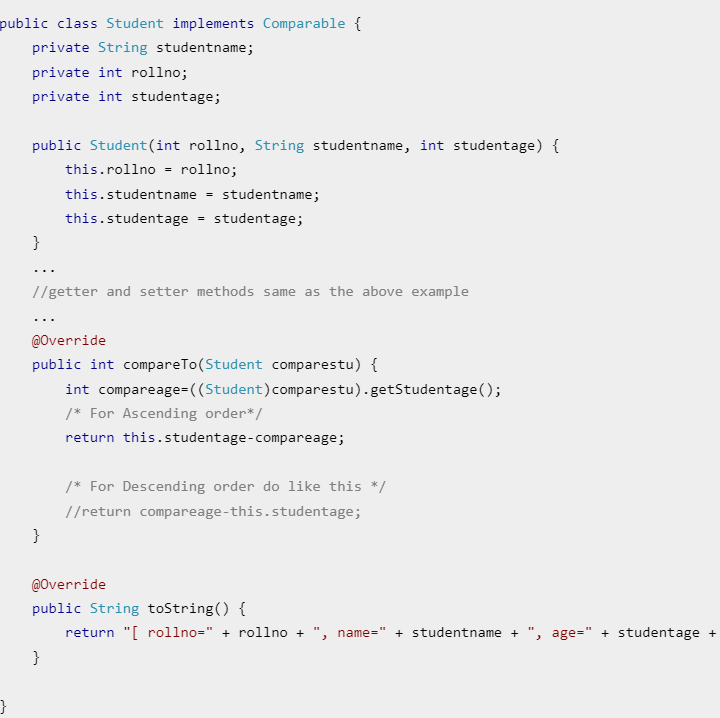 public class Student implements Comparable {
    private String studentname;
    private int rollno;
    private int studentage;

    public Student(int rollno, String studentname, int studentage) {
        this.rollno = rollno;
        this.studentname = studentname;
        this.studentage = studentage;
    }
    ...
    //getter and setter methods same as the above example
    ...
    @Override
    public int compareTo(Student comparestu) {
        int compareage=((Student)comparestu).getStudentage();
        /* For Ascending order*/
        return this.studentage-compareage;

        /* For Descending order do like this */
        //return compareage-this.studentage;
    }

    @Override
    public String toString() {
        return "[ rollno=" + rollno + ", name=" + studentname + ", age=" + studentage +
    }

}